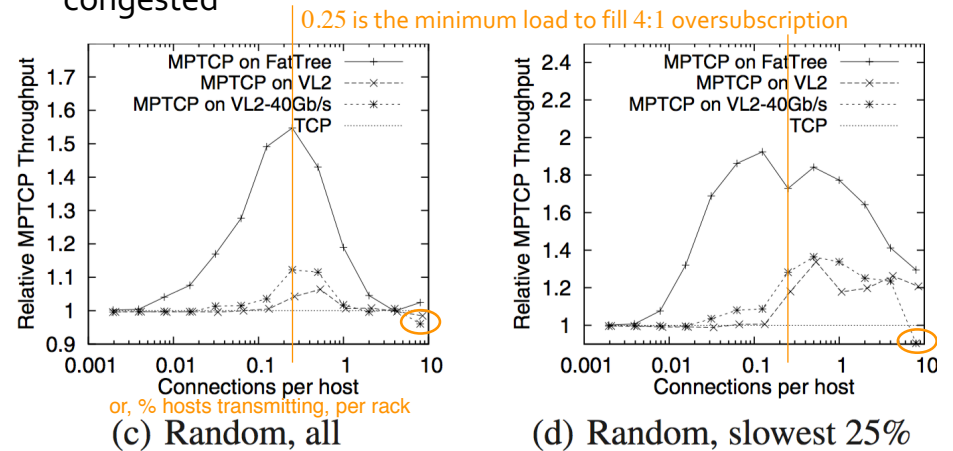 congested
0.25 is the minimum load to fill 4:1 oversubscription
MPTCP on FatTree
MPTCP on VL2
MPTCP on VL2-40Gb/s
TCP
Relative MPTCP Throughput
1.7
1.6
1.5
1.4
1.3
1.2
1.1
1
0.9
0.001
0.01
0.1
1
10
Connections per host
or, % hosts transmitting, per rack
(c) Random, all
MPTCP on FatTree
MPTCP on VL2
MPTCP on VL2-40Gb/s
TCP
Relative MPTCP Throughput
2.4
2.2
2
1.8
1.6
1.4
1.2
1
0.001
0.01
0.1
1
10
Connections per host
(d) Random, slowest 25%